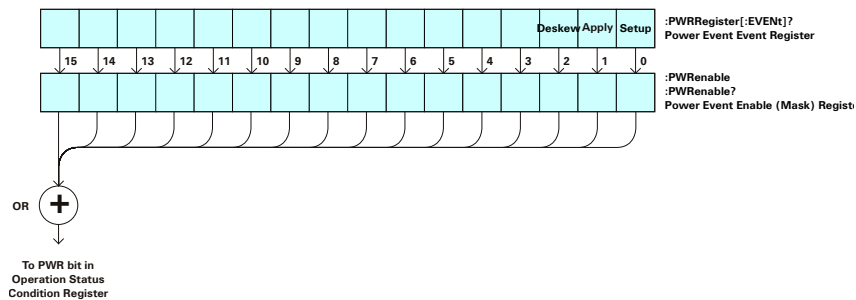 Deskew Apply Setup
:PWRRegister[:EVENt]?
Power Event Event Register
15 14 13 12 11 10 9 8 7 6 5 4 3 2 1 0
:PWRenable
:PWRenable?
Power Event Enable (Mask) Registe
OR
+
To PWR bit in
Operation Status
Condition Register